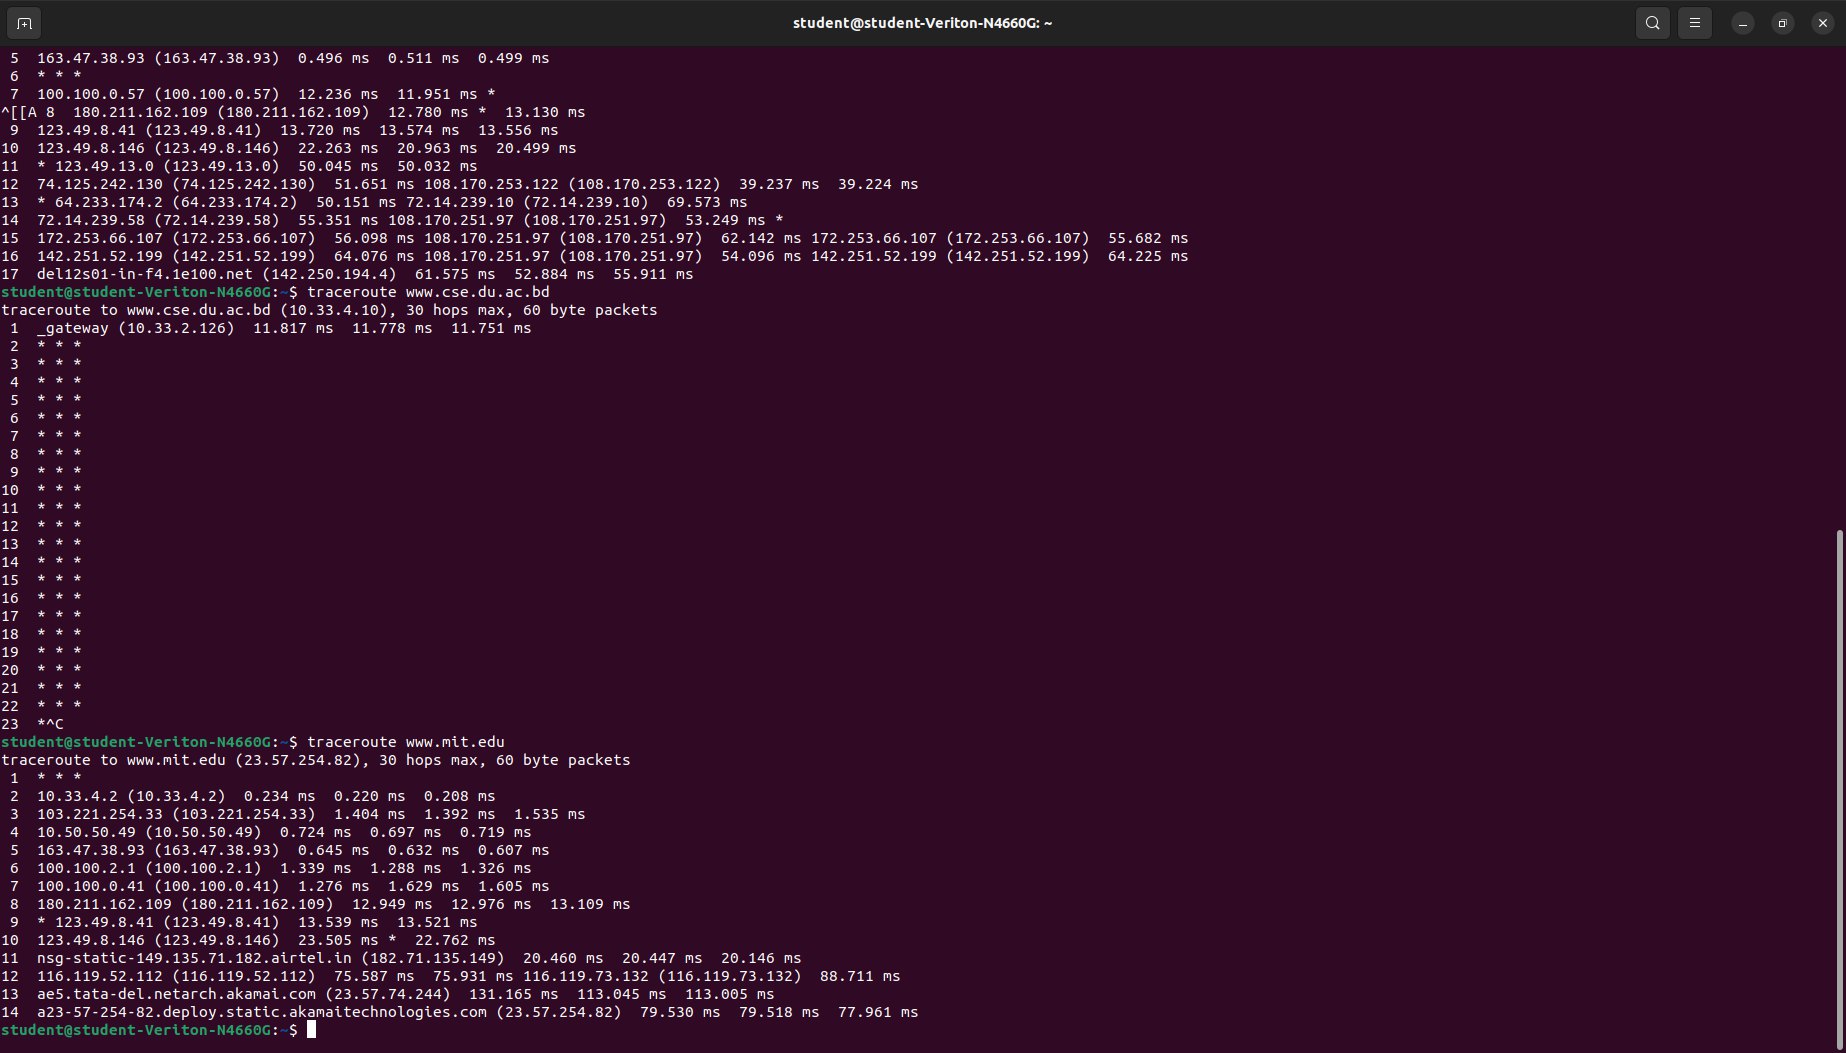 student@student-Veriton-N4660G: ~
 5  163.47.38.93 (163.47.38.93)  0.496 ms  0.511 ms  0.499 ms
 6  * * *
 7  100.100.0.57 (100.100.0.57)  12.236 ms  11.951 ms *
^[[A 8  180.211.162.109 (180.211.162.109)  12.780 ms *  13.130 ms
 9  123.49.8.41 (123.49.8.41)  13.720 ms  13.574 ms  13.556 ms
10  123.49.8.146 (123.49.8.146)  22.263 ms  20.963 ms  20.499 ms
11  * 123.49.13.0 (123.49.13.0)  50.045 ms  50.032 ms
12  74.125.242.130 (74.125.242.130)  51.651 ms 108.170.253.122 (108.170.253.122)  39.237 ms  39.224 ms
13  * 64.233.174.2 (64.233.174.2)  50.151 ms 72.14.239.10 (72.14.239.10)  69.573 ms
14  72.14.239.58 (72.14.239.58)  55.351 ms 108.170.251.97 (108.170.251.97)  53.249 ms *
15  172.253.66.107 (172.253.66.107)  56.098 ms 108.170.251.97 (108.170.251.97)  62.142 ms 172.253.66.107 (172.253.66.107)  55.682 ms
16  142.251.52.199 (142.251.52.199)  64.076 ms 108.170.251.97 (108.170.251.97)  54.096 ms 142.251.52.199 (142.251.52.199)  64.225 ms
17  del12s01-in-f4.1e100.net (142.250.194.4)  61.575 ms  52.884 ms  55.911 ms
student@student-Veriton-N4660G:~$ traceroute www.cse.du.ac.bd
traceroute to www.cse.du.ac.bd (10.33.4.10), 30 hops max, 60 byte packets
 1  _gateway (10.33.2.126)  11.817 ms  11.778 ms  11.751 ms
 2  * * *
 3  * * *
 4  * * *
 5  * * *
 6  * * *
 7  * * *
 8  * * *
 9  * * *
10  * * *
11  * * *
12  * * *
13  * * *
14  * * *
15  * * *
16  * * *
17  * * *
18  * * *
19  * * *
20  * * *
21  * * *
22  * * *
23  *^C
student@student-Veriton-N4660G:~$ traceroute www.mit.edu
traceroute to www.mit.edu (23.57.254.82), 30 hops max, 60 byte packets
 1  * * *
 2  10.33.4.2 (10.33.4.2)  0.234 ms  0.220 ms  0.208 ms
 3  103.221.254.33 (103.221.254.33)  1.404 ms  1.392 ms  1.535 ms
 4  10.50.50.49 (10.50.50.49)  0.724 ms  0.697 ms  0.719 ms
 5  163.47.38.93 (163.47.38.93)  0.645 ms  0.632 ms  0.607 ms
 6  100.100.2.1 (100.100.2.1)  1.339 ms  1.288 ms  1.326 ms
 7  100.100.0.41 (100.100.0.41)  1.276 ms  1.629 ms  1.605 ms
 8  180.211.162.109 (180.211.162.109)  12.949 ms  12.976 ms  13.109 ms
 9  * 123.49.8.41 (123.49.8.41)  13.539 ms  13.521 ms
10  123.49.8.146 (123.49.8.146)  23.505 ms *  22.762 ms
11  nsg-static-149.135.71.182.airtel.in (182.71.135.149)  20.460 ms  20.447 ms  20.146 ms
12  116.119.52.112 (116.119.52.112)  75.587 ms  75.931 ms 116.119.73.132 (116.119.73.132)  88.711 ms
13  ae5.tata-del.netarch.akamai.com (23.57.74.244)  131.165 ms  113.045 ms  113.005 ms
14  a23-57-254-82.deploy.static.akamaitechnologies.com (23.57.254.82)  79.530 ms  79.518 ms  77.961 ms
student@student-Veriton-N4660G:~$